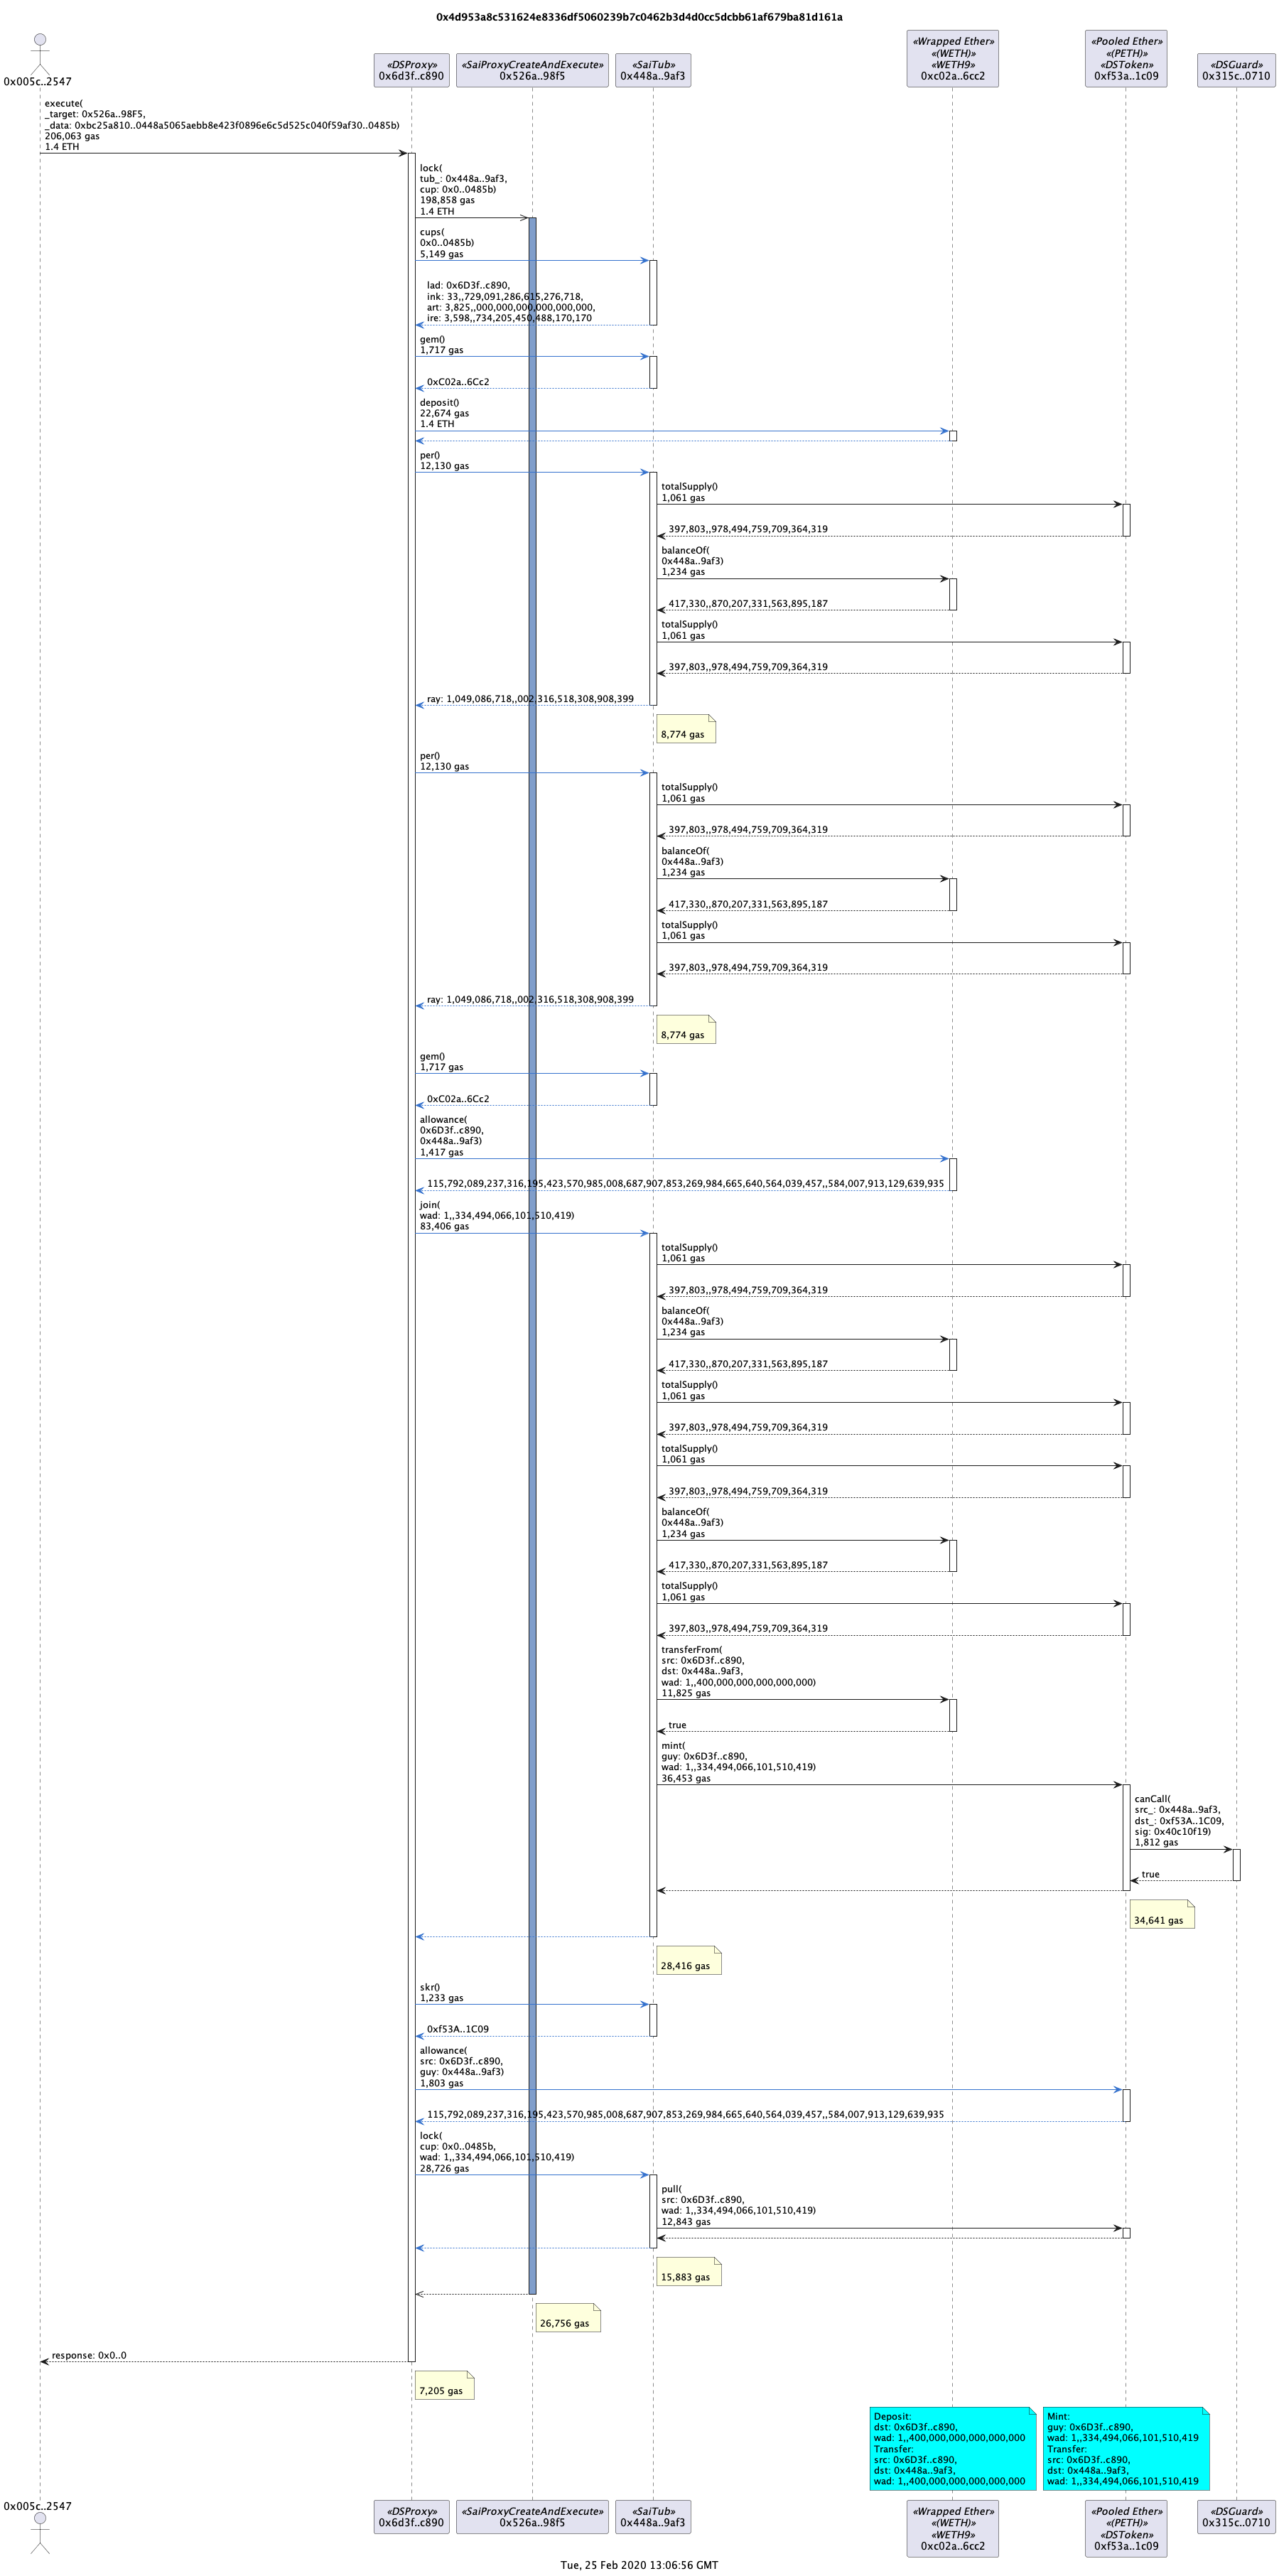 0x4d953a8c531624e8336df5060239b7c0462b3d4d0cc5dcbb61af679ba81d161a
«Wrapped Ether»
«(WETH)»
«WETH9»
0xc02a..6cc2
«Pooled Ether»
«(PETH)»
«DSToken»
0xf53a..1c09
«DSProxy»
0x6d3f..c890
«SaiProxyCreateAndExecute»
0x526a..98f5
«SaiTub»
0x448a..9af3
«DSGuard»
0x315c..0710
0x005c..2547
execute(
_target: 0x526a..98F5,
_data: 0xbc25a810..0448a5065aebb8e423f0896e6c5d525c040f59af30..0485b)
206,063 gas
1.4 ETH
lock(
tub_: 0x448a..9af3,
cup: 0x0..0485b)
198,858 gas
1.4 ETH
cups(
0x0..0485b)
5,149 gas
lad: 0x6D3f..c890,
ink: 33,,729,091,286,615,276,718,
art: 3,825,,000,000,000,000,000,000,
ire: 3,598,,734,205,450,488,170,170
gem()
1,717 gas
0xC02a..6Cc2
deposit()
22,674 gas
1.4 ETH
per()
12,130 gas
totalSupply()
1,061 gas
397,803,,978,494,759,709,364,319
balanceOf(
0x448a..9af3)
1,234 gas
417,330,,870,207,331,563,895,187
totalSupply()
1,061 gas
397,803,,978,494,759,709,364,319
ray: 1,049,086,718,,002,316,518,308,908,399
8,774 gas
per()
12,130 gas
totalSupply()
1,061 gas
397,803,,978,494,759,709,364,319
balanceOf(
0x448a..9af3)
1,234 gas
417,330,,870,207,331,563,895,187
totalSupply()
1,061 gas
397,803,,978,494,759,709,364,319
ray: 1,049,086,718,,002,316,518,308,908,399
8,774 gas
gem()
1,717 gas
0xC02a..6Cc2
allowance(
0x6D3f..c890,
0x448a..9af3)
1,417 gas
115,792,089,237,316,195,423,570,985,008,687,907,853,269,984,665,640,564,039,457,,584,007,913,129,639,935
join(
wad: 1,,334,494,066,101,510,419)
83,406 gas
totalSupply()
1,061 gas
397,803,,978,494,759,709,364,319
balanceOf(
0x448a..9af3)
1,234 gas
417,330,,870,207,331,563,895,187
totalSupply()
1,061 gas
397,803,,978,494,759,709,364,319
totalSupply()
1,061 gas
397,803,,978,494,759,709,364,319
balanceOf(
0x448a..9af3)
1,234 gas
417,330,,870,207,331,563,895,187
totalSupply()
1,061 gas
397,803,,978,494,759,709,364,319
transferFrom(
src: 0x6D3f..c890,
dst: 0x448a..9af3,
wad: 1,,400,000,000,000,000,000)
11,825 gas
true
mint(
guy: 0x6D3f..c890,
wad: 1,,334,494,066,101,510,419)
36,453 gas
canCall(
src_: 0x448a..9af3,
dst_: 0xf53A..1C09,
sig: 0x40c10f19)
1,812 gas
true
34,641 gas
28,416 gas
skr()
1,233 gas
0xf53A..1C09
allowance(
src: 0x6D3f..c890,
guy: 0x448a..9af3)
1,803 gas
115,792,089,237,316,195,423,570,985,008,687,907,853,269,984,665,640,564,039,457,,584,007,913,129,639,935
lock(
cup: 0x0..0485b,
wad: 1,,334,494,066,101,510,419)
28,726 gas
pull(
src: 0x6D3f..c890,
wad: 1,,334,494,066,101,510,419)
12,843 gas
15,883 gas
26,756 gas
response: 0x0..0
7,205 gas
Deposit:
dst: 0x6D3f..c890,
wad: 1,,400,000,000,000,000,000
Transfer:
src: 0x6D3f..c890,
dst: 0x448a..9af3,
wad: 1,,400,000,000,000,000,000
Mint:
guy: 0x6D3f..c890,
wad: 1,,334,494,066,101,510,419
Transfer:
src: 0x6D3f..c890,
dst: 0x448a..9af3,
wad: 1,,334,494,066,101,510,419
0x005c..2547
«DSProxy»
0x6d3f..c890
«SaiProxyCreateAndExecute»
0x526a..98f5
«SaiTub»
0x448a..9af3
«Wrapped Ether»
«(WETH)»
«WETH9»
0xc02a..6cc2
«Pooled Ether»
«(PETH)»
«DSToken»
0xf53a..1c09
«DSGuard»
0x315c..0710
Tue, 25 Feb 2020 13:06:56 GMT